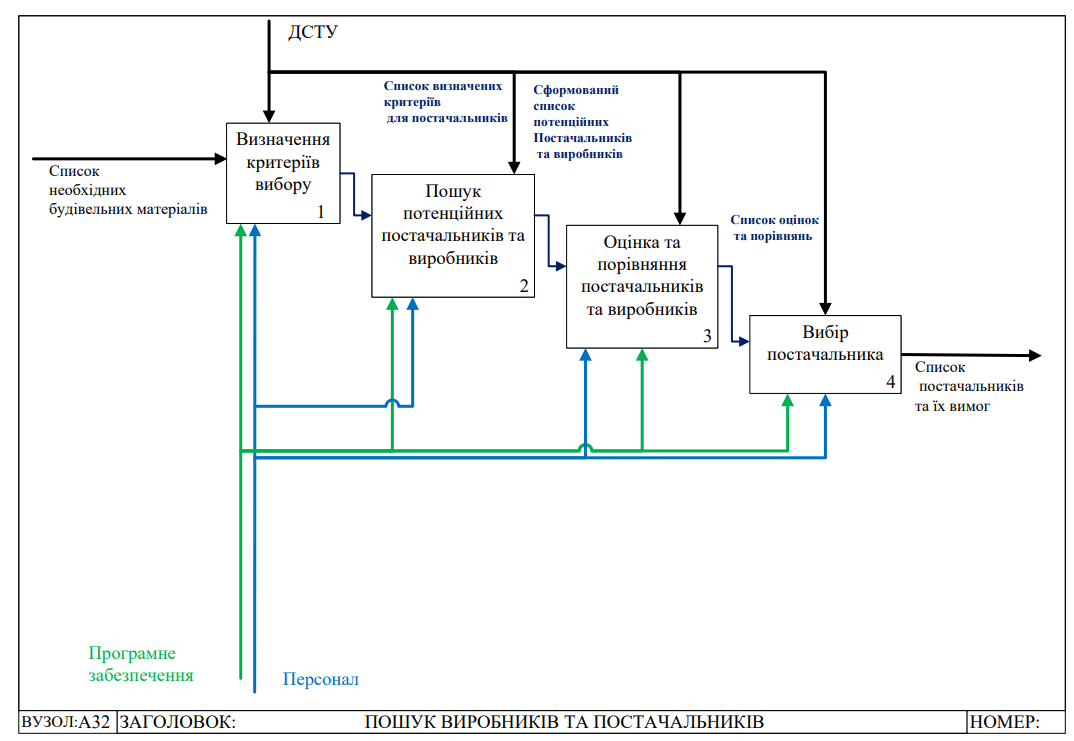 ДСТУ
Список визначених
критеріїв
для постачальників
Сформований
список
потенційних
Постачальників
та виробників
Визначення
критеріїв
вибору
1
Список
необхідних
будівельних матеріалів
Пошук
потенційних
постачальників та
виробників
2
Список оцінок
та порівнянь
Оцінка та
порівняння
постачальників
та виробників
3
Вибір
постачальника
4
Список
постачальників
та їх вимог
Програмне
забезпечення
Персонал
ВУЗОЛ:А32
ЗАГОЛОВОК:
ПОШУК ВИРОБНИКІВ ТА ПОСТАЧАЛЬНИКІВ
НОМЕР: